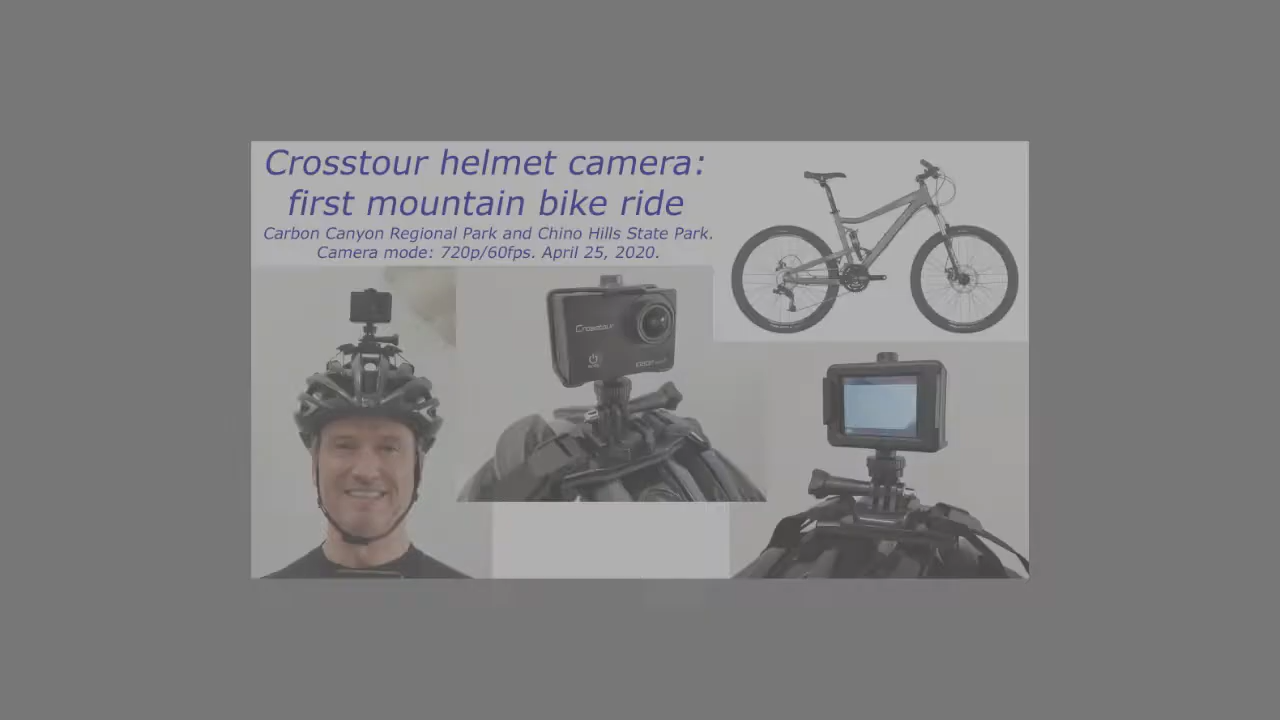 Crosstour helmet camera:
first mountain bike ride
Carbon Canyon Regional Park and Chino Hills State Park.
Camera mode: 720p/60fps. April 25, 2020.
Crosstour